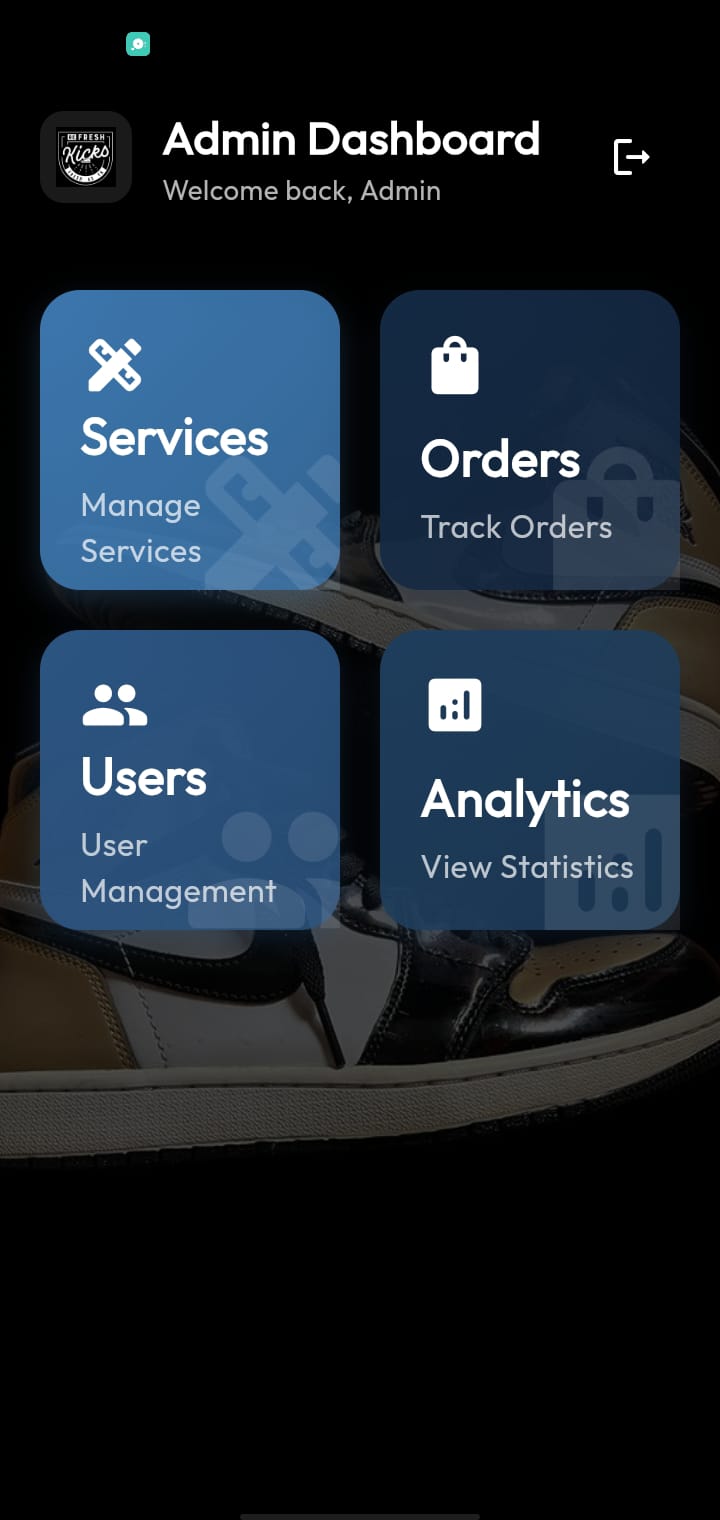 FRESH
Kicks
Admin Dashboard
Welcome back, Admin
Services
Manage
Services
Orders
Track Orders
Users
User
Management
Analytics
View Statistics